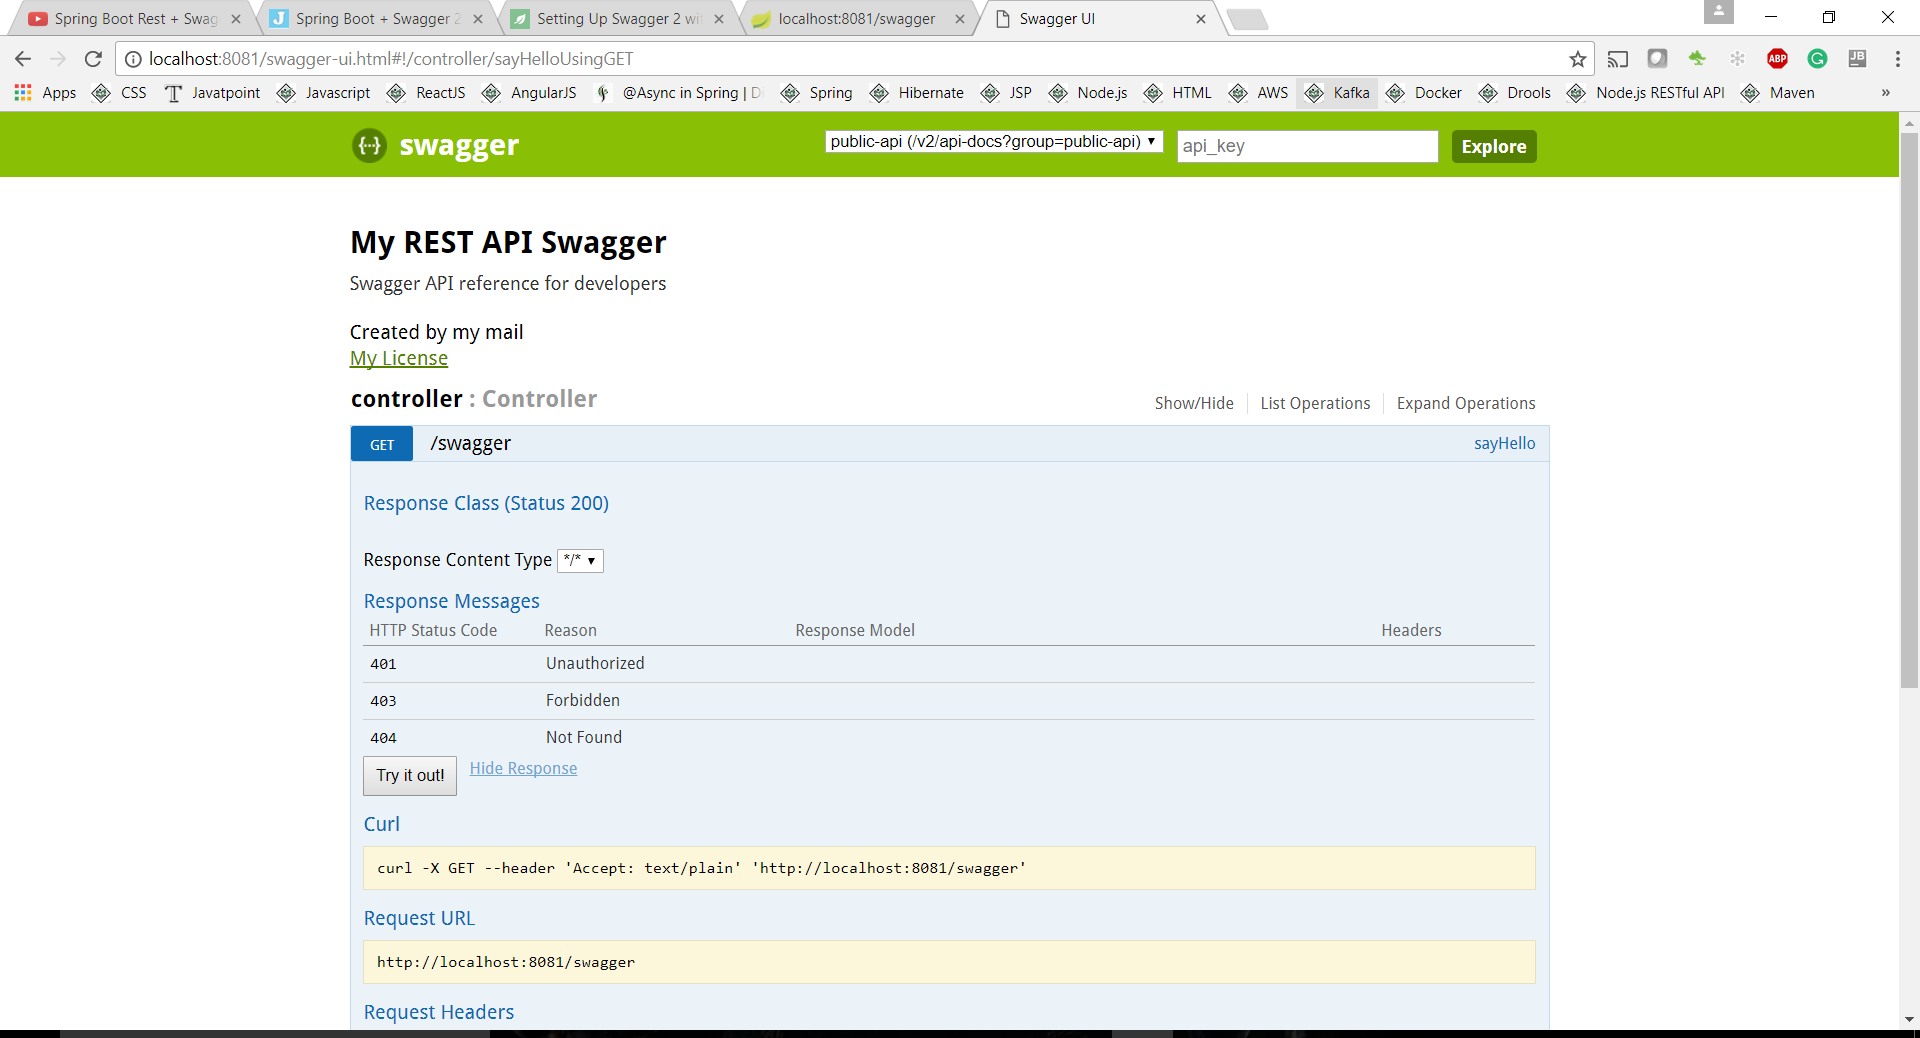 Spring Boot Rest + Swag
Spring Boot + Swagger 2
Setting Up Swagger 2 wit
localhost:8081/swagger
Swagger UI
localhost:8081/swagger-ui.html#!/controller/sayHelloUsingGET
ABP
G
JB
Apps CSS Javatpoint Javascript ReactJS AngularJS @Async in Spring | D Spring Hibernate JSP Node.js HTML AWS Kafka Docker Drools Node.js RESTful API Maven »
{···} swagger
public-api (/v2/api-docs?group=public-api)
api_key
Explore
My REST API Swagger
Swagger API reference for developers
Created by my mail
My License
controller : Controller
Show/Hide
List Operations
Expand Operations
GET /swagger sayHello
Response Class (Status 200)
Response Content Type */*
Response Messages
HTTP Status Code Reason Response Model Headers
401 Unauthorized
403 Forbidden
404 Not Found
Try it out! Hide Response
Curl
curl -X GET --header 'Accept: text/plain' 'http://localhost:8081/swagger'
Request URL
http://localhost:8081/swagger
Request Headers